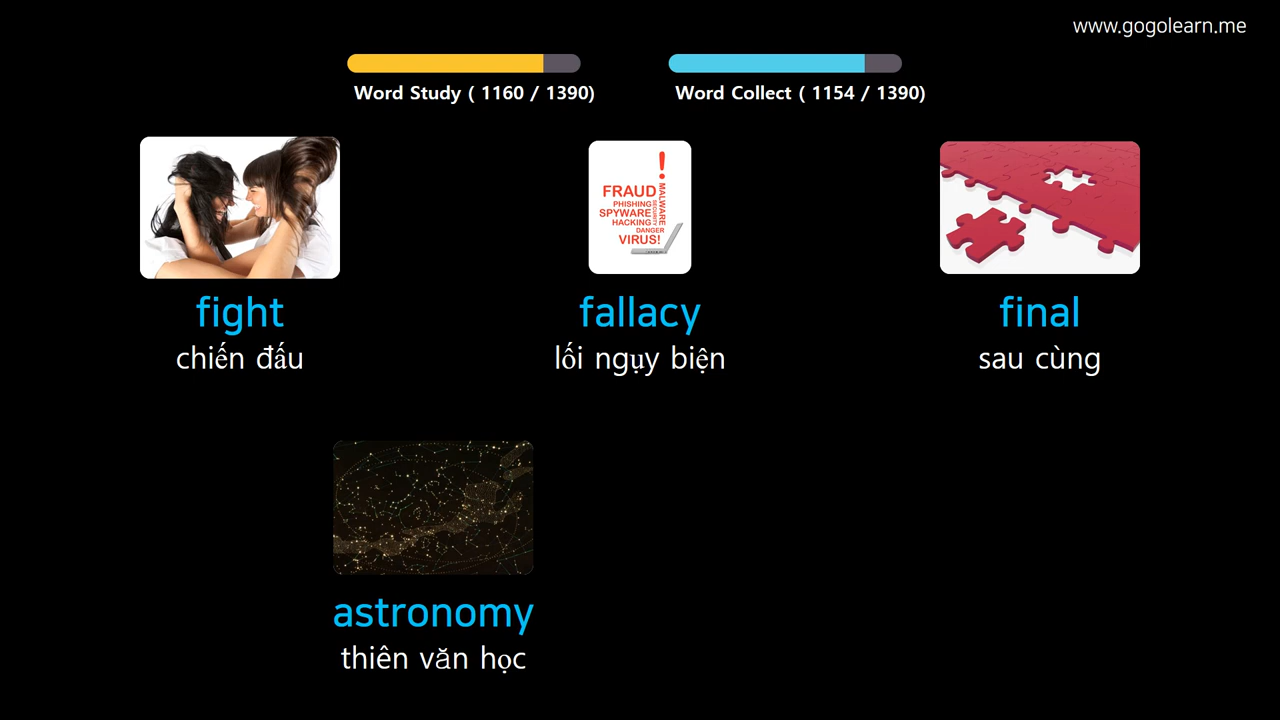 www.gogolearn.me
Word Study ( 1160 / 1390)
Word Collect ( 1154 / 1390)
!
FRAUD
MALWARE
PHISHING
SECURITY
SPYWARE
HACKING
DANGER
VIRUS!
fight
chiến đấu
fallacy
lối ngụy biện
final
sau cùng
astronomy
thiên văn học